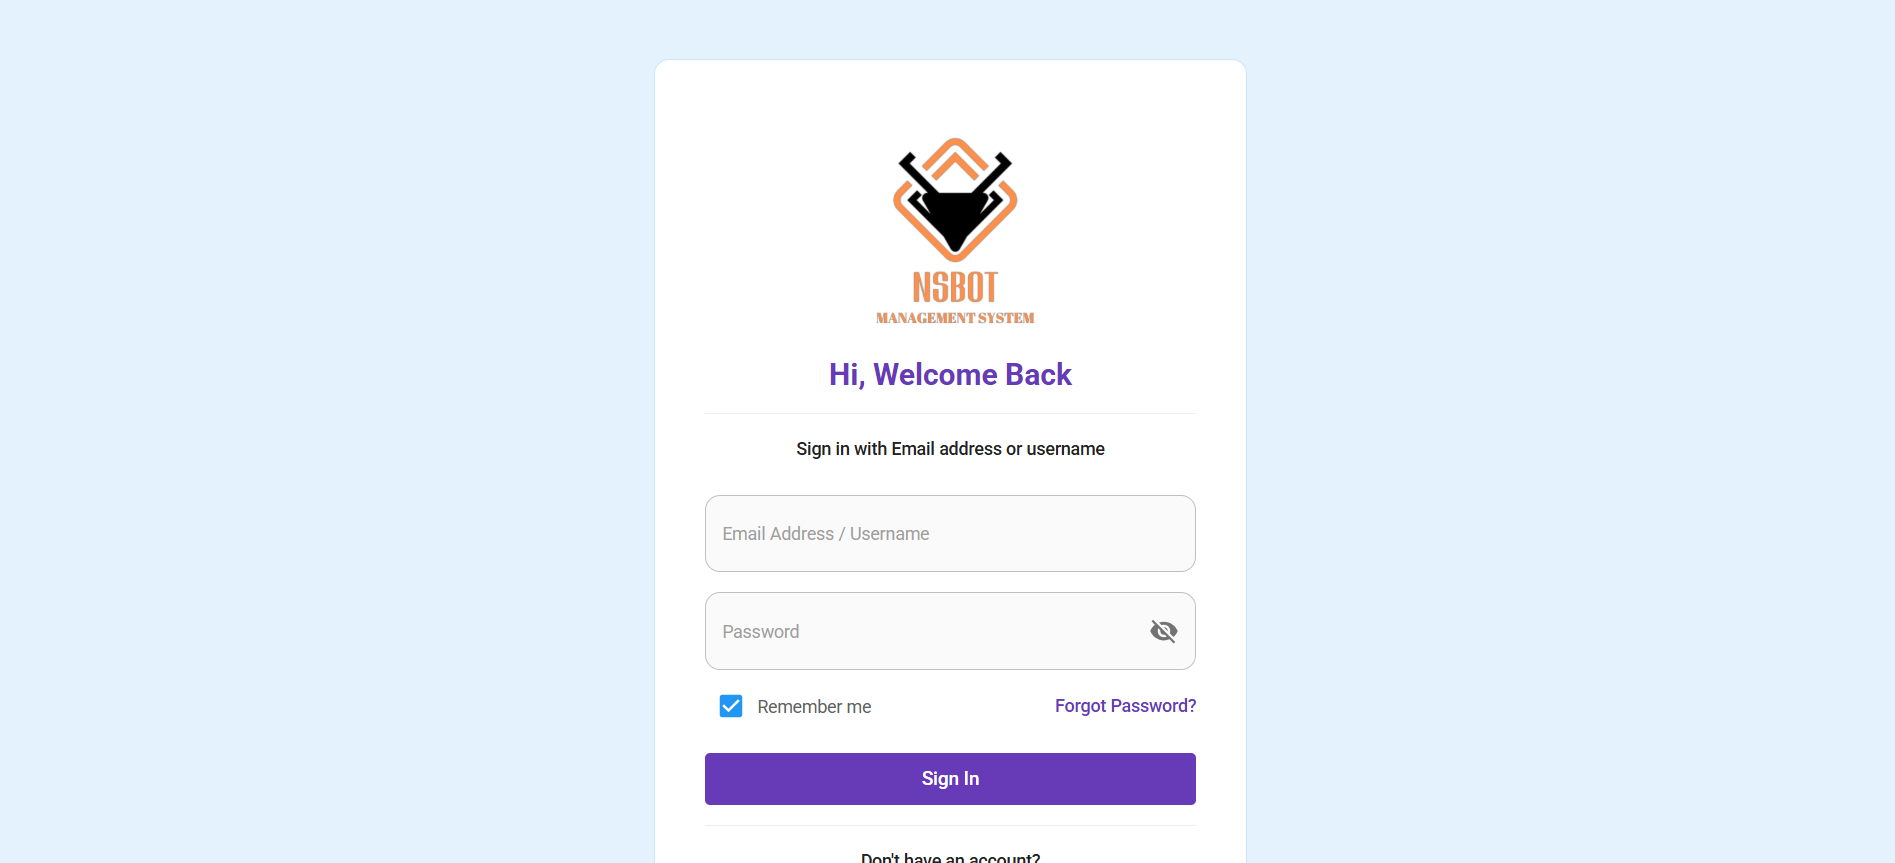 NSBOT
MANAGEMENT SYSTEM
Hi, Welcome Back
Sign in with Email address or username
Email Address / Username
Password
Remember me
Forgot Password?
Sign In
Don't have an account?